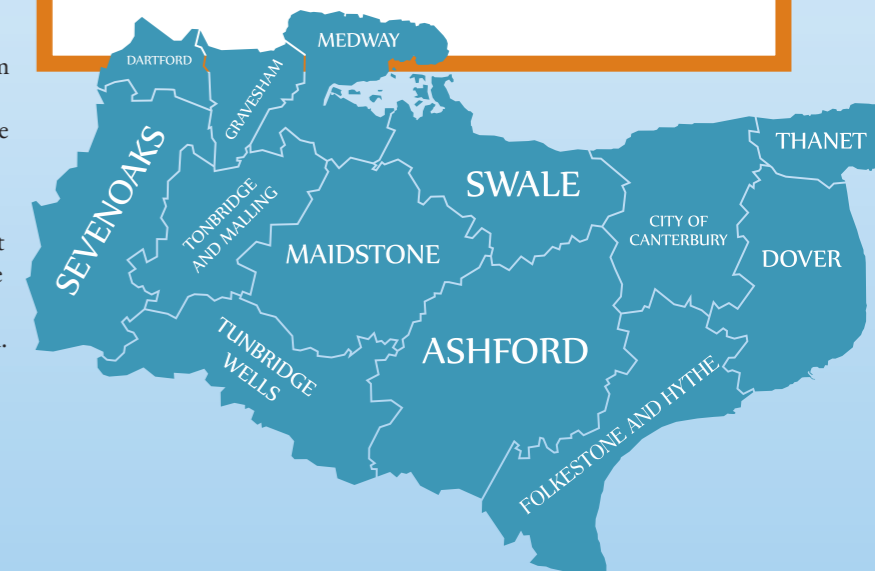 MEDWAY
DARTFORD
GRAVESHAM
THANET
SEVENOAKS
SWALE
TONBRIDGE
AND MALLING
CITY OF
CANTERBURY
MAIDSTONE
DOVER
ASHFORD
TUNBRIDGE
WELLS
FOLKESTONE AND HYTHE